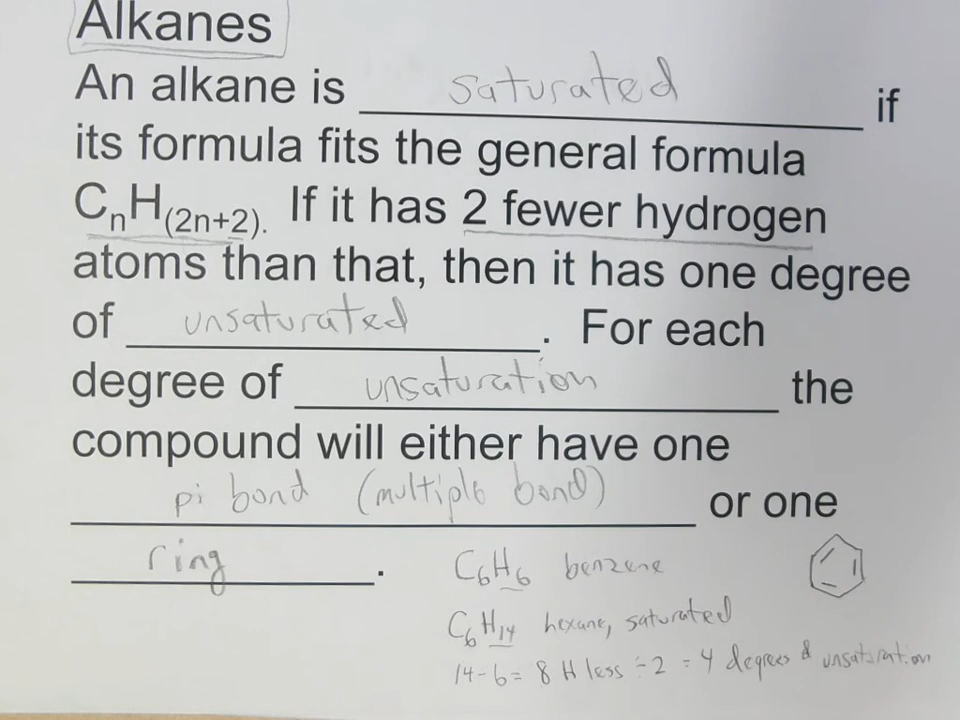 Alkanes
An alkane is saturated if
its formula fits the general formula
CnH(2n+2). If it has 2 fewer hydrogen
atoms than that, then it has one degree
of unsaturated. For each
degree of unsaturation the
compound will either have one
pi bond (multiple bond) or one
ring.
C6H6 benzene
C6H14 hexane, saturated
14-6= 8 H less ÷2 = 4 degrees of unsaturation